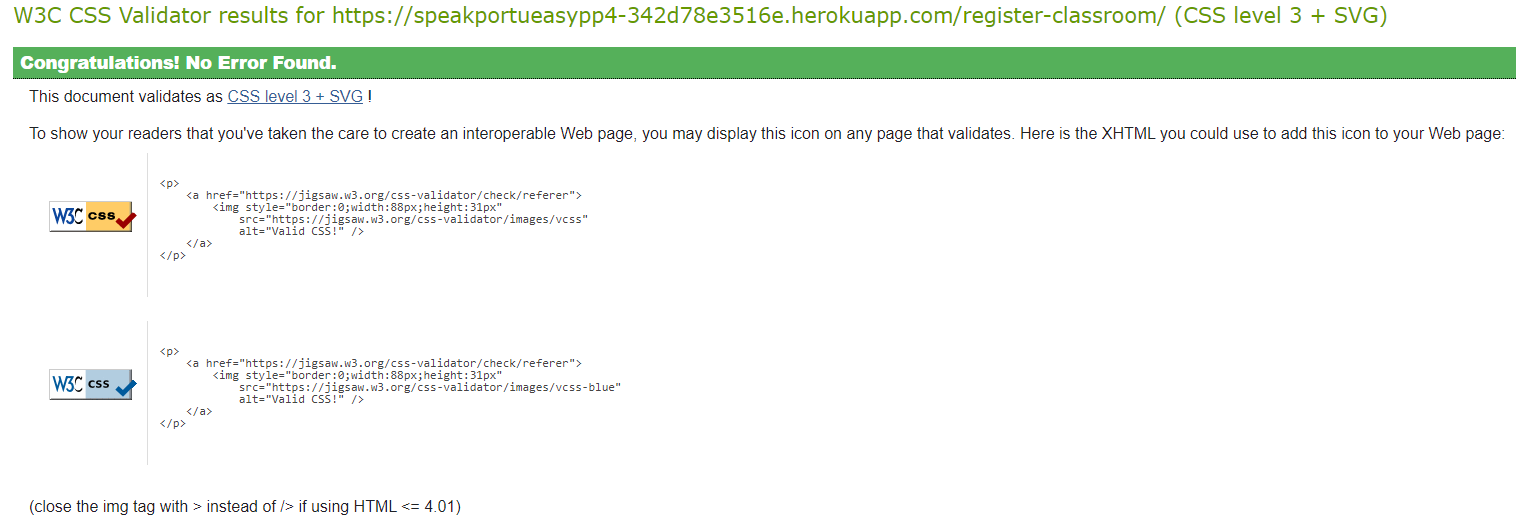 W3C CSS Validator results for https://speakportueasypp4-342d78e3516e.herokuapp.com/register-classroom/ (CSS level 3 + SVG)
Congratulations! No Error Found.
This document validates as CSS level 3 + SVG !
To show your readers that you've taken the care to create an interoperable Web page, you may display this icon on any page that validates. Here is the XHTML you could use to add this icon to your Web page:
W3C css
<p>
<a href="https://jigsaw.w3.org/css-validator/check/referer">
<img style="border:0;width:88px;height:31px"
src="https://jigsaw.w3.org/css-validator/images/vcss"
alt="Valid CSS!" />
</a>
</p>
W3C css
<p>
<a href="https://jigsaw.w3.org/css-validator/check/referer">
<img style="border:0;width:88px;height:31px"
src="https://jigsaw.w3.org/css-validator/images/vcss-blue"
alt="Valid CSS!" />
</a>
</p>
(close the img tag with > instead of /> if using HTML <= 4.01)